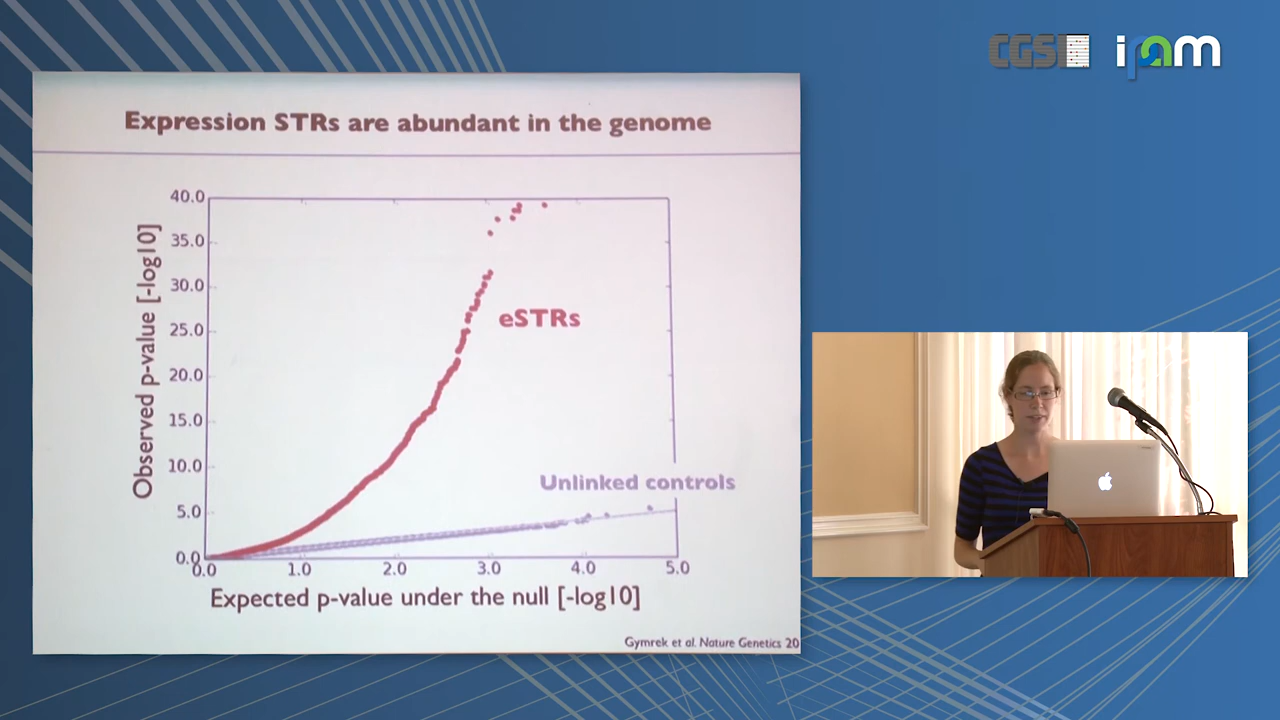 CGSI
ipam
Expression STRs are abundant in the genome
40.0
35.0
30.0
25.0
20.0
15.0
10.0
5.0
0.0
Observed p-value [-log10]
eSTRs
Unlinked controls
0.0 1.0 2.0 3.0 4.0 5.0
Expected p-value under the null [-log10]
Gymrek et al. Nature Genetics 20